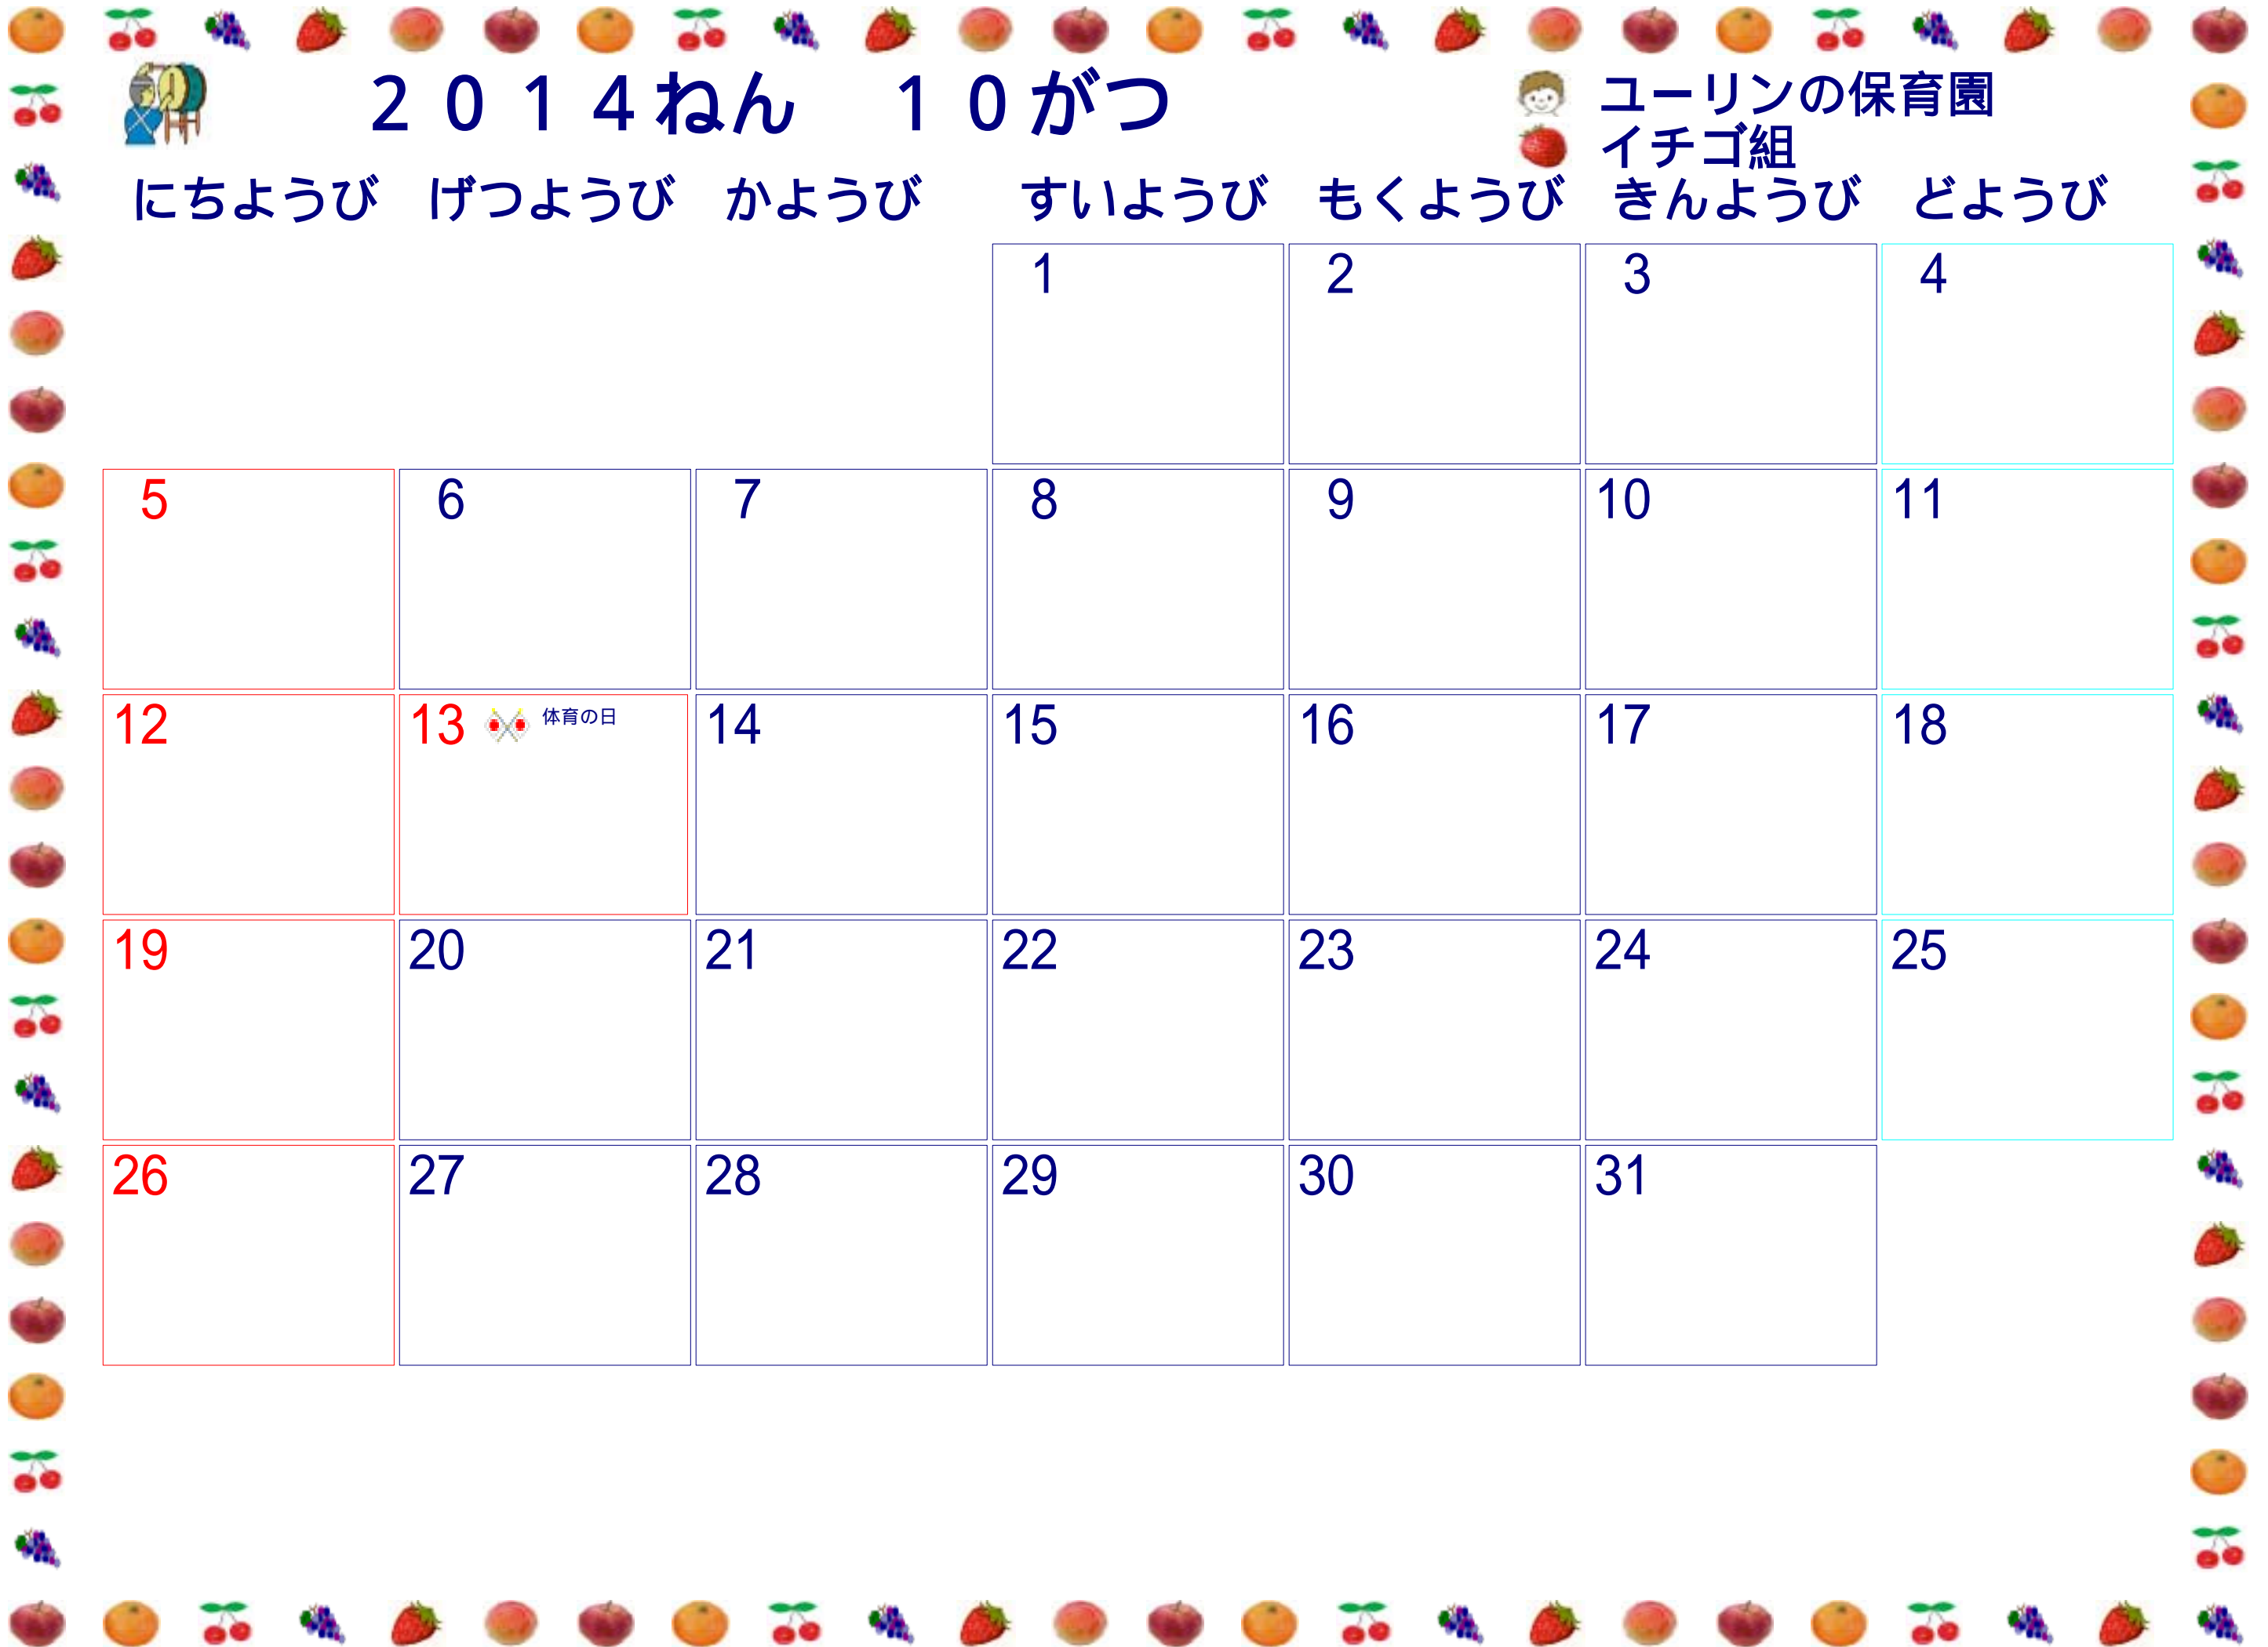 ２０１４ねん　１０がつ
ユーリンの保育園
イチゴ組
にちようび げつようび かようび すいようび もくようび きんようび どようび
1 2 3 4
5 6 7 8 9 10 11
12 13 体育の日 14 15 16 17 18
19 20 21 22 23 24 25
26 27 28 29 30 31